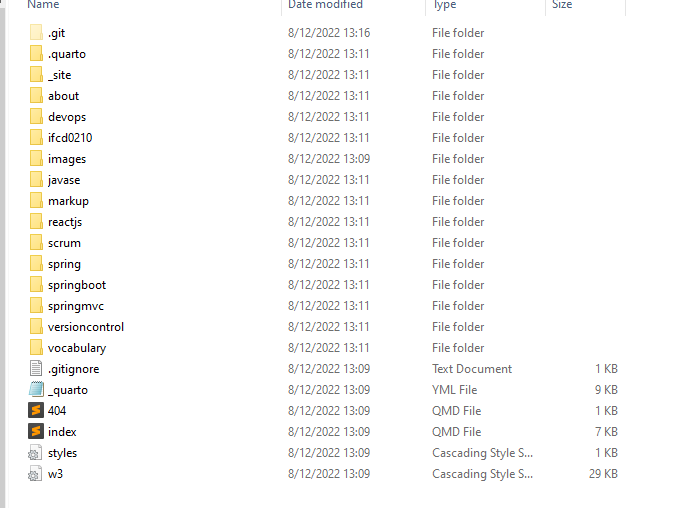 Name Date modified Type Size
.git 8/12/2022 13:16 File folder
.quarto 8/12/2022 13:11 File folder
_site 8/12/2022 13:11 File folder
about 8/12/2022 13:11 File folder
devops 8/12/2022 13:11 File folder
ifcd0210 8/12/2022 13:11 File folder
images 8/12/2022 13:09 File folder
javase 8/12/2022 13:11 File folder
markup 8/12/2022 13:11 File folder
reactjs 8/12/2022 13:11 File folder
scrum 8/12/2022 13:11 File folder
spring 8/12/2022 13:11 File folder
springboot 8/12/2022 13:11 File folder
springmvc 8/12/2022 13:11 File folder
versioncontrol 8/12/2022 13:11 File folder
vocabulary 8/12/2022 13:11 File folder
.gitignore 8/12/2022 13:09 Text Document 1 KB
_quarto 8/12/2022 13:09 YML File 9 KB
404 8/12/2022 13:09 QMD File 1 KB
index 8/12/2022 13:09 QMD File 7 KB
styles 8/12/2022 13:09 Cascading Style S... 1 KB
w3 8/12/2022 13:09 Cascading Style S... 29 KB